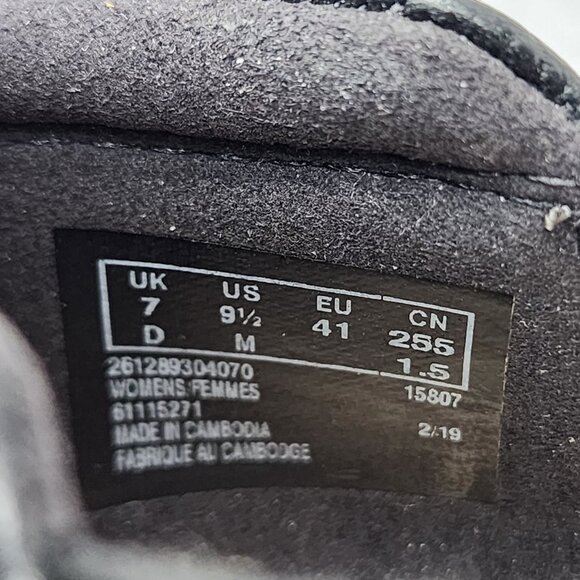 UK US EU CN
7 9½ 41 255
D M 1.5
261289304070
WOMENS FEMMES 15807
61115271
MADE IN CAMBODIA 2/19
FABRIQUE AU CAMBODGE